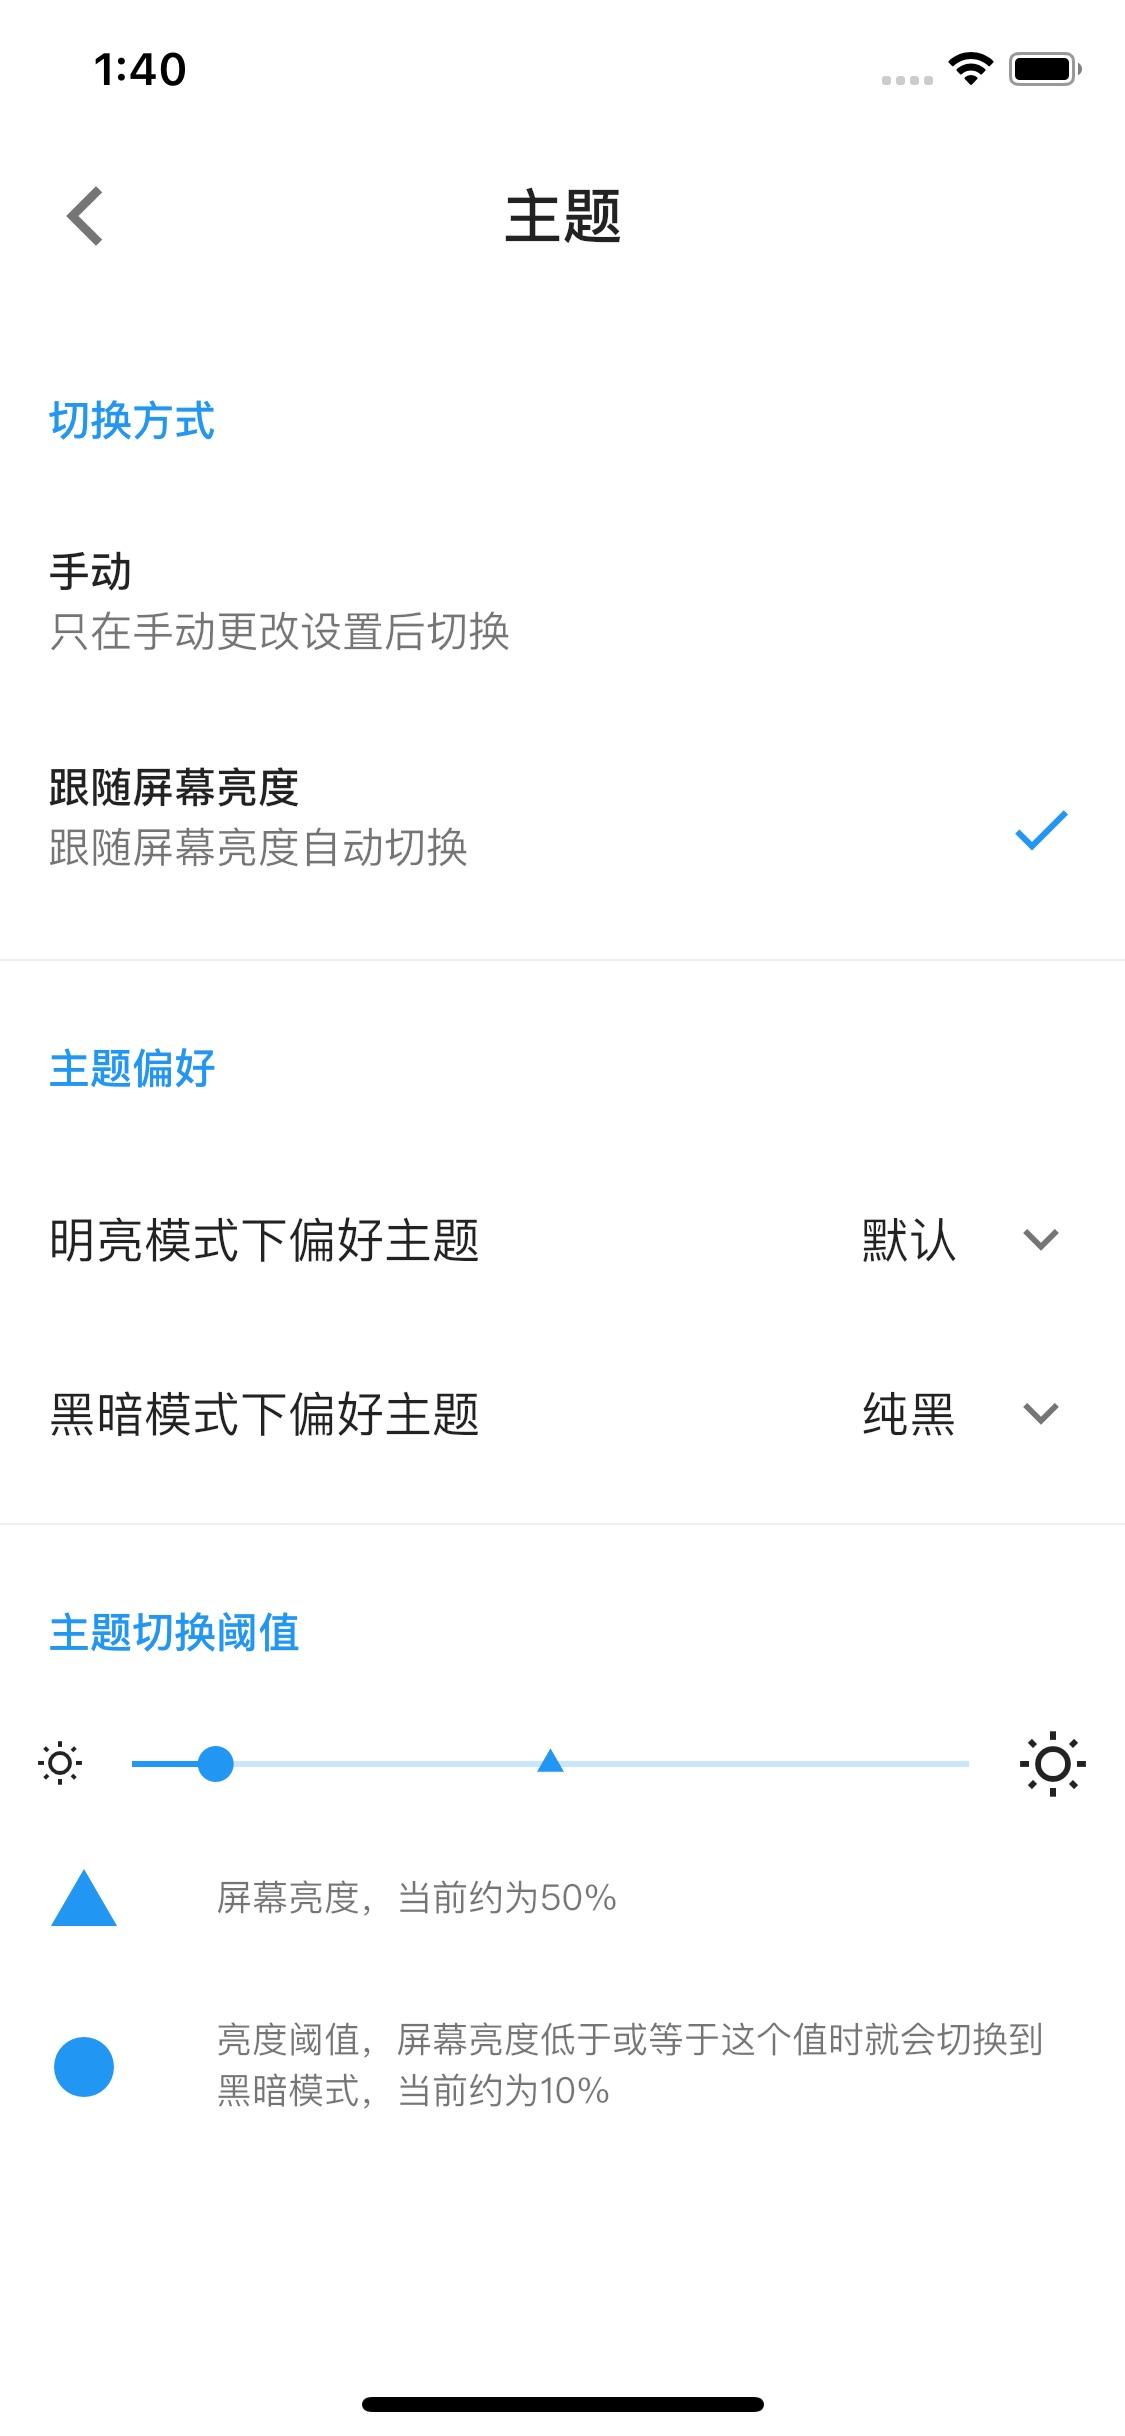 1:40
主题
切换方式
手动
只在手动更改设置后切换
跟随屏幕亮度
跟随屏幕亮度自动切换
主题偏好
明亮模式下偏好主题 默认
黑暗模式下偏好主题 纯黑
主题切换阈值
屏幕亮度，当前约为50%
亮度阈值，屏幕亮度低于或等于这个值时就会切换到
黑暗模式，当前约为10%